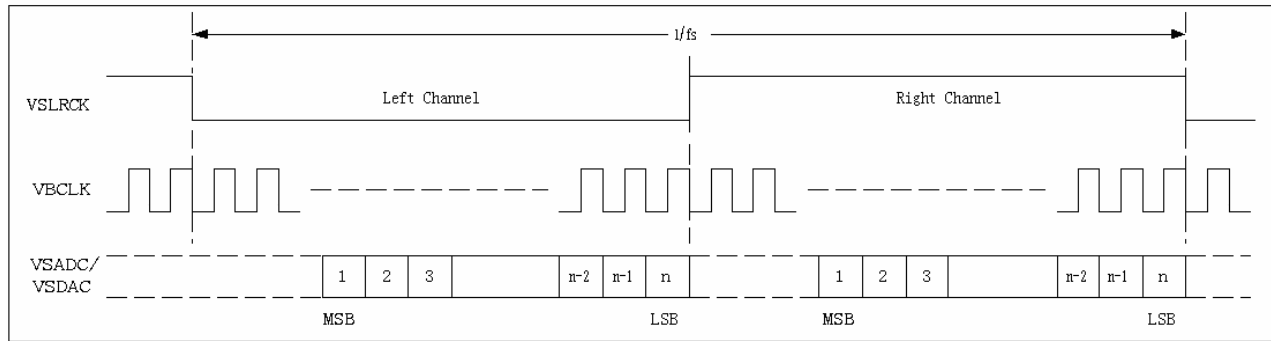 1/fs
VSLRCK
Left Channel
Right Channel
VBCLK
VSADC/
VSDAC
1 2 3 n-2 n-1 n 1 2 3 n-2 n-1 n
MSB LSB MSB LSB